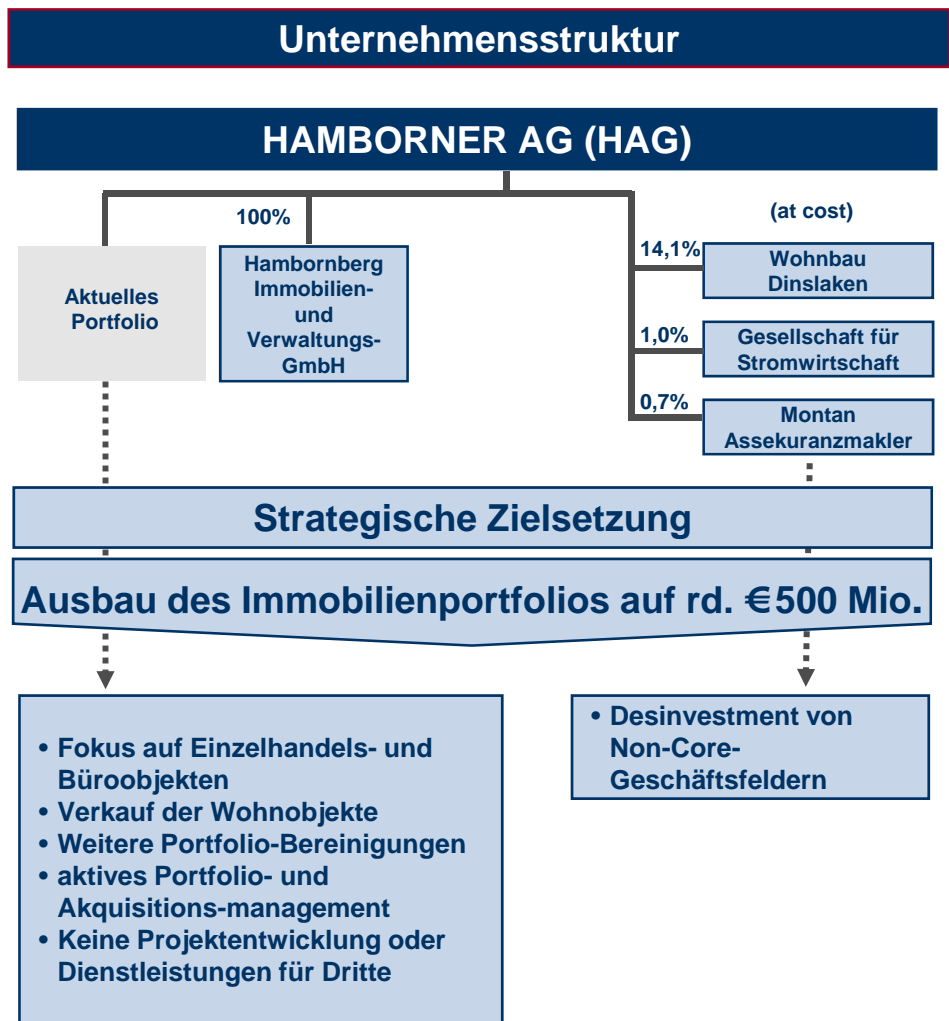 Unternehmensstruktur
HAMBORNER AG (HAG)
100%
(at cost)
Aktuelles
Portfolio
Hambornberg
Immobilien-
und
Verwaltungs-
GmbH
14,1%
Wohnbau
Dinslaken
1,0%
Gesellschaft für
Stromwirtschaft
0,7%
Montan
Assekuranzmakler
Strategische Zielsetzung
Ausbau des Immobilienportfolios auf rd. €500 Mio.
• Fokus auf Einzelhandels- und
Büroobjekten
• Verkauf der Wohnobjekte
• Weitere Portfolio-Bereinigungen
• aktives Portfolio- und
Akquisitions-management
• Keine Projektentwicklung oder
Dienstleistungen für Dritte
• Desinvestment von
Non-Core-
Geschäftsfeldern